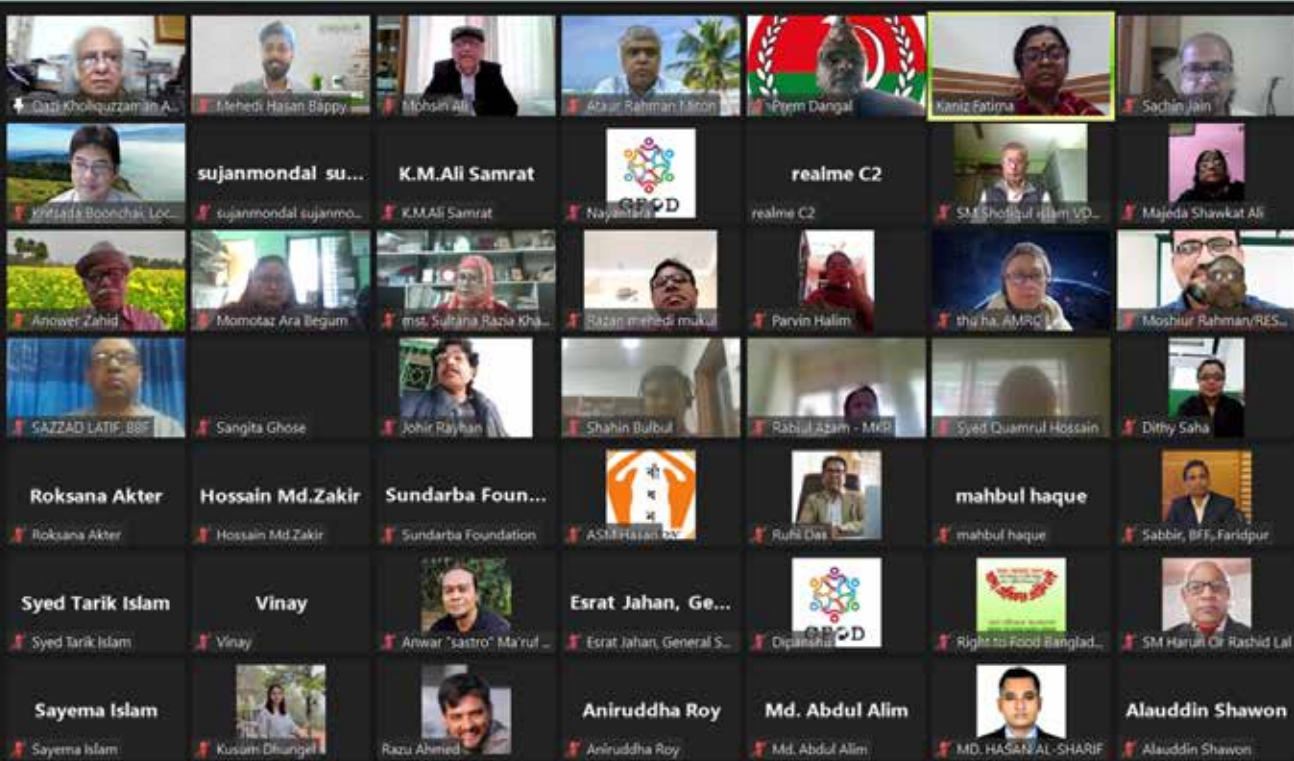 Qazi Kholiquzzaman A...
Mehedi Hasan Bappy
Mohsin Ali
Ataur Rahman Miton
Prem Dangal
Kaniz Fatima
Sachin Jain
Kritsada Boonchai, Loc...
sujanmondal su...
sujanmondal sujanmo...
K.M.Ali Samrat
K.M.Ali Samrat
Nayantara
realme C2
realme C2
SM Shofiqul islam VD...
Majeda Shawkat Ali
Anower Zahid
Momotaz Ara Begum
mst. Sultana Razia Kha...
Razan mehedi mukul
Parvin Halim
thu ha, AMRC
Moshiur Rahman/RES...
SAZZAD LATIF, BBF
Sangita Ghose
Johir Rayhan
Shahin Bulbul
Rabiul Azam - MKP
Syed Quamrul Hossain
Dithy Saha
Roksana Akter
Roksana Akter
Hossain Md.Zakir
Hossain Md.Zakir
Sundarba Foun...
Sundarba Foundation
ASM Hasan
Ruhi Das
mahbul haque
mahbul haque
Sabbir, BFF, Faridpur
Syed Tarik Islam
Syed Tarik Islam
Vinay
Vinay
Anwar "sastro" Ma'ruf ...
Esrat Jahan, Ge...
Esrat Jahan, General S...
Dipanshu
Right to Food Banglad...
SM Harun Or Rashid Lal
Sayema Islam
Sayema Islam
Kusum Dhungel
Razu Ahmed
Aniruddha Roy
Aniruddha Roy
Md. Abdul Alim
Md. Abdul Alim
MD. HASAN AL-SHARIF
Alauddin Shawon
Alauddin Shawon